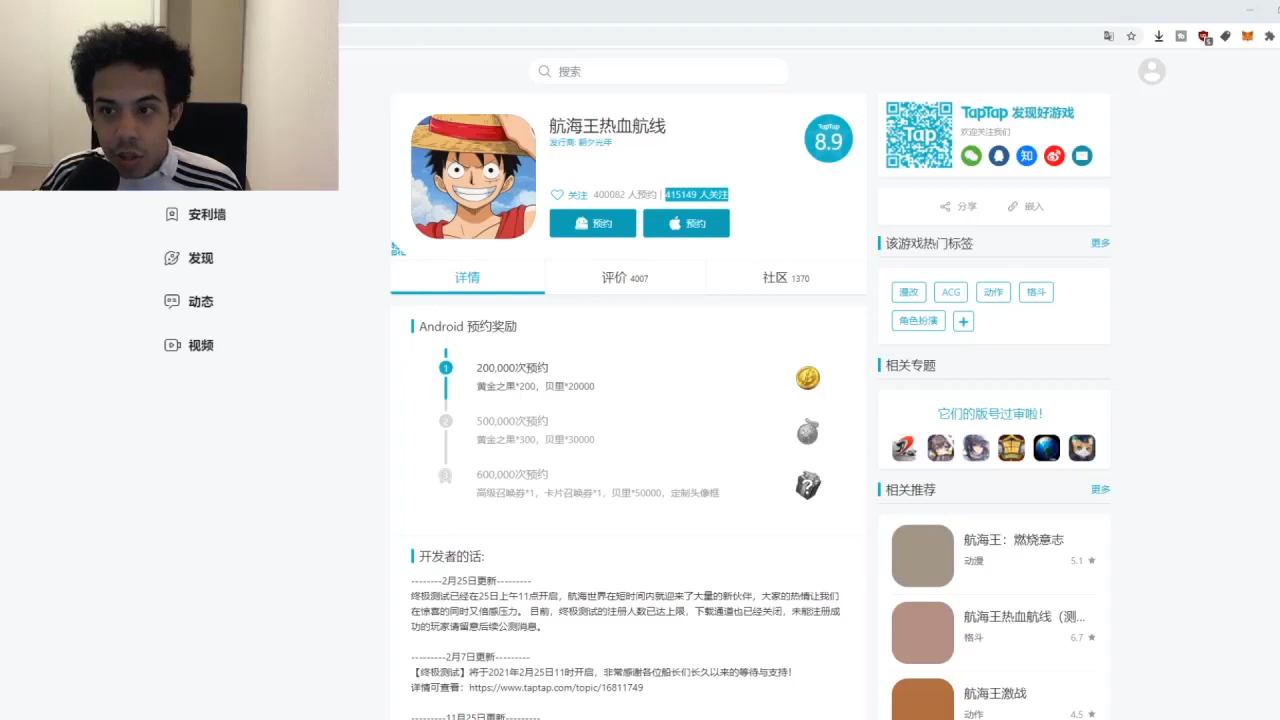 搜索
安利墙
发现
动态
视频
航海王热血航线
发行商: 朝夕光年
TapTap
8.9
关注 400082 人预约 | 415149 人关注
预约
预约
详情
评价 4007
社区 1370
Android 预约奖励
1
200,000次预约
黄金之果*200，贝里*20000
2
500,000次预约
黄金之果*300，贝里*30000
3
600,000次预约
高级召唤券*1，卡片召唤券*1，贝里*50000，定制头像框
开发者的话:
--------2月25日更新---------
终极测试已经在25日上午11点开启，航海世界在短时间内就迎来了大量的新伙伴，大家的热情让我们
在惊喜的同时又倍感压力。 目前，终极测试的注册人数已达上限，下载通道也已经关闭，未能注册成
功的玩家请留意后续公测消息。
---------2月7日更新---------
【终极测试】将于2021年2月25日11时开启，非常感谢各位船长们长久以来的等待与支持！
详情可查看：https://www.taptap.com/topic/16811749
---------11月25日更新---------
Tap
TapTap 发现好游戏
欢迎关注我们
知
分享
嵌入
该游戏热门标签
更多
漫改
ACG
动作
格斗
角色扮演
+
相关专题
它们的版号过审啦！
相关推荐
更多
航海王：燃烧意志
动漫
5.1 ★
航海王热血航线（测...
格斗
6.7 ★
航海王激战
动作
4.5 ★